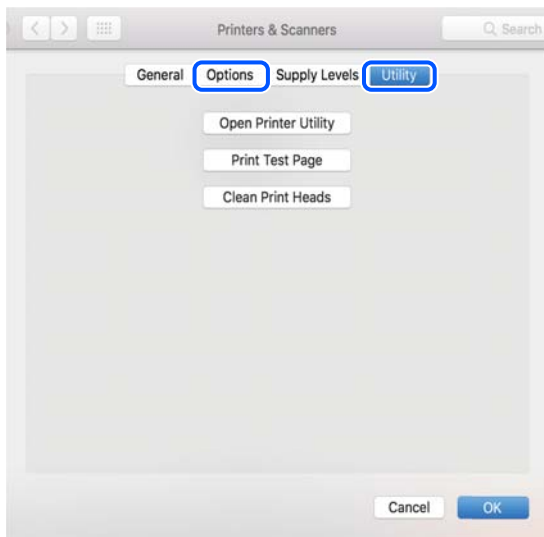 Printers & Scanners
Search
General Options Supply Levels Utility
Open Printer Utility
Print Test Page
Clean Print Heads
Cancel OK